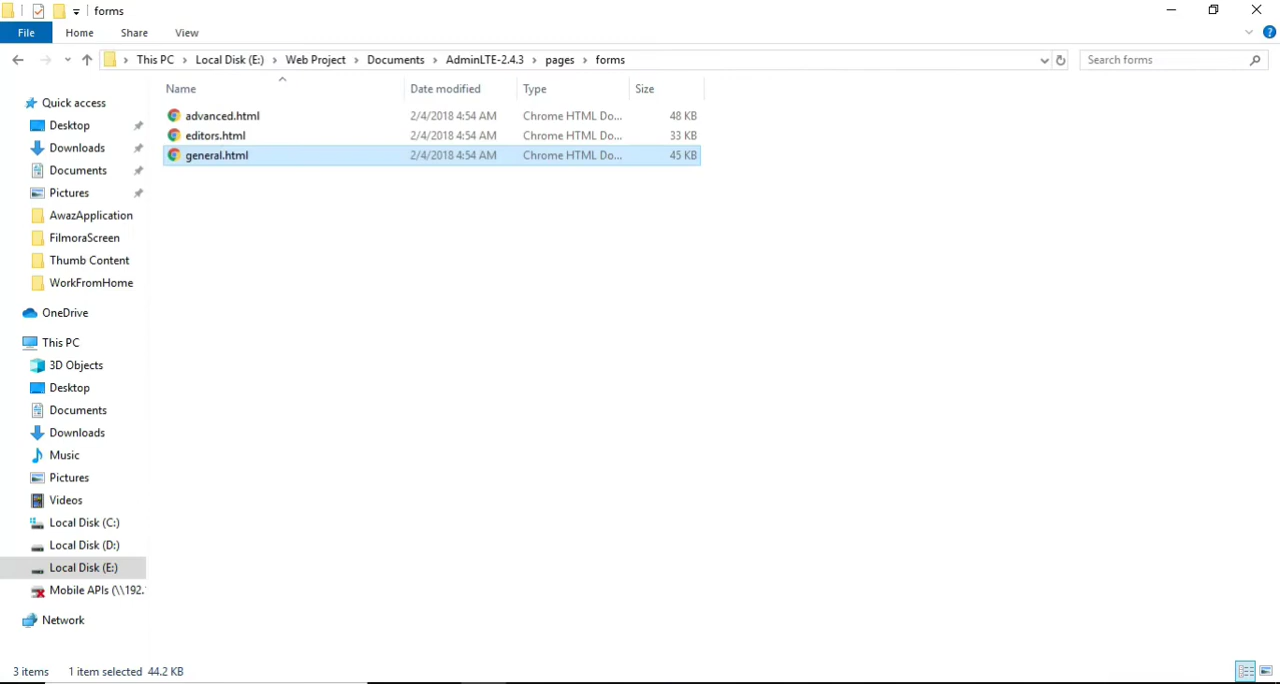 forms
File Home Share View
This PC Local Disk (E:) Web Project Documents AdminLTE-2.4.3 pages forms
Search forms
Name Date modified Type Size
advanced.html 2/4/2018 4:54 AM Chrome HTML Do... 48 KB
editors.html 2/4/2018 4:54 AM Chrome HTML Do... 33 KB
general.html 2/4/2018 4:54 AM Chrome HTML Do... 45 KB
Quick access
Desktop
Downloads
Documents
Pictures
AwazApplication
FilmoraScreen
Thumb Content
WorkFromHome
OneDrive
This PC
3D Objects
Desktop
Documents
Downloads
Music
Pictures
Videos
Local Disk (C:)
Local Disk (D:)
Local Disk (E:)
Mobile APIs (\\192.
Network
3 items 1 item selected 44.2 KB